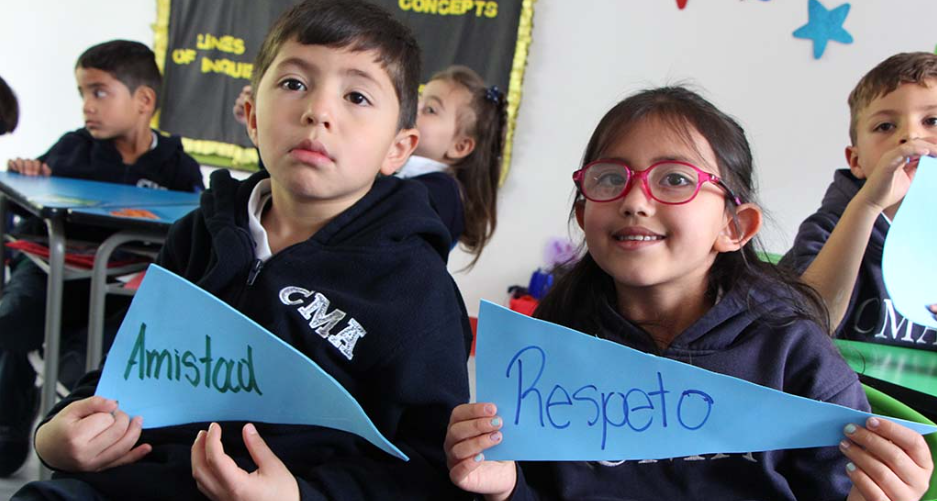 CONCEPTS
LINES
OF INQUIRY
CMA
Amistad
Respeto
CMA